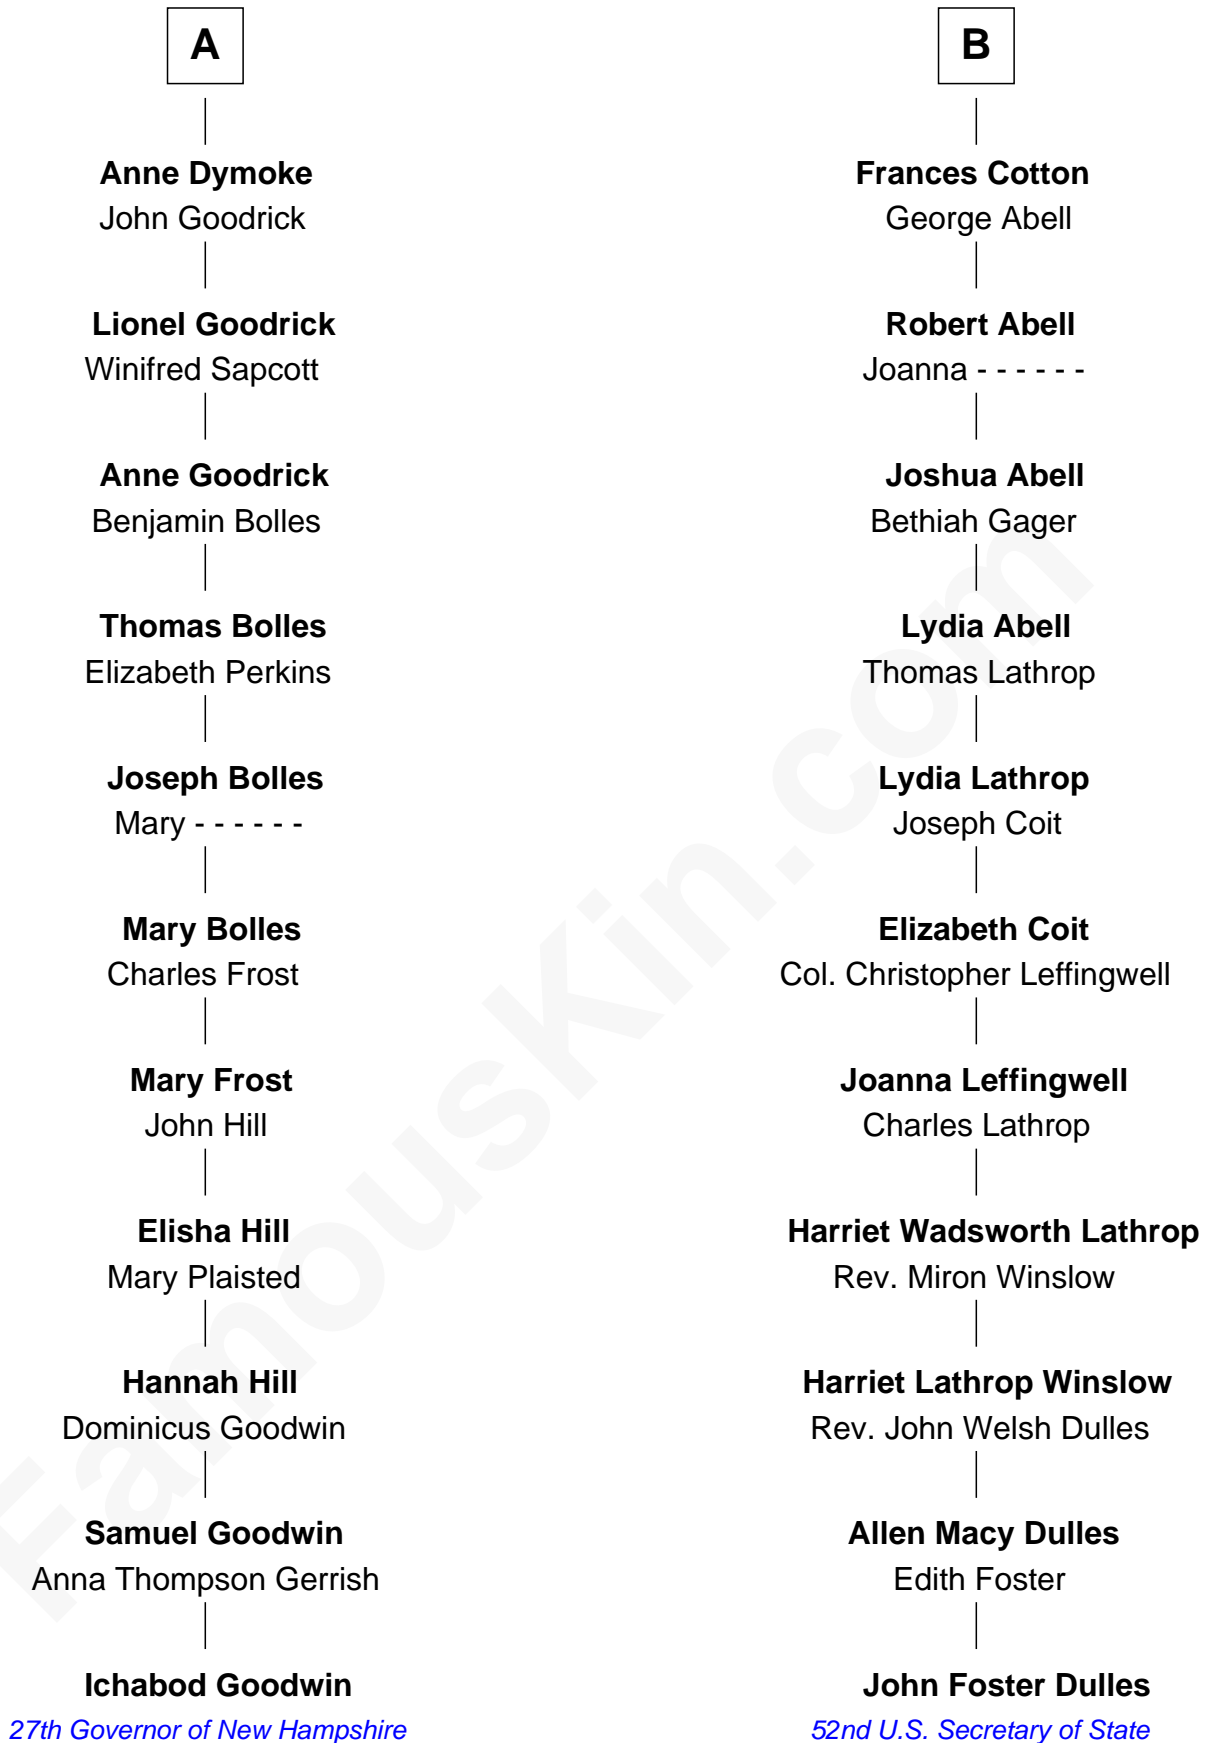 A
Anne Dymoke
John Goodrick
Lionel Goodrick
Winifred Sapcott
Anne Goodrick
Benjamin Bolles
Thomas Bolles
Elizabeth Perkins
Joseph Bolles
Mary - - - - - -
Mary Bolles
Charles Frost
Mary Frost
John Hill
Elisha Hill
Mary Plaisted
Hannah Hill
Dominicus Goodwin
Samuel Goodwin
Anna Thompson Gerrish
Ichabod Goodwin
27th Governor of New Hampshire
B
Frances Cotton
George Abell
Robert Abell
Joanna - - - - - -
Joshua Abell
Bethiah Gager
Lydia Abell
Thomas Lathrop
Lydia Lathrop
Joseph Coit
Elizabeth Coit
Col. Christopher Leffingwell
Joanna Leffingwell
Charles Lathrop
Harriet Wadsworth Lathrop
Rev. Miron Winslow
Harriet Lathrop Winslow
Rev. John Welsh Dulles
Allen Macy Dulles
Edith Foster
John Foster Dulles
52nd U.S. Secretary of State
FamousKin.com